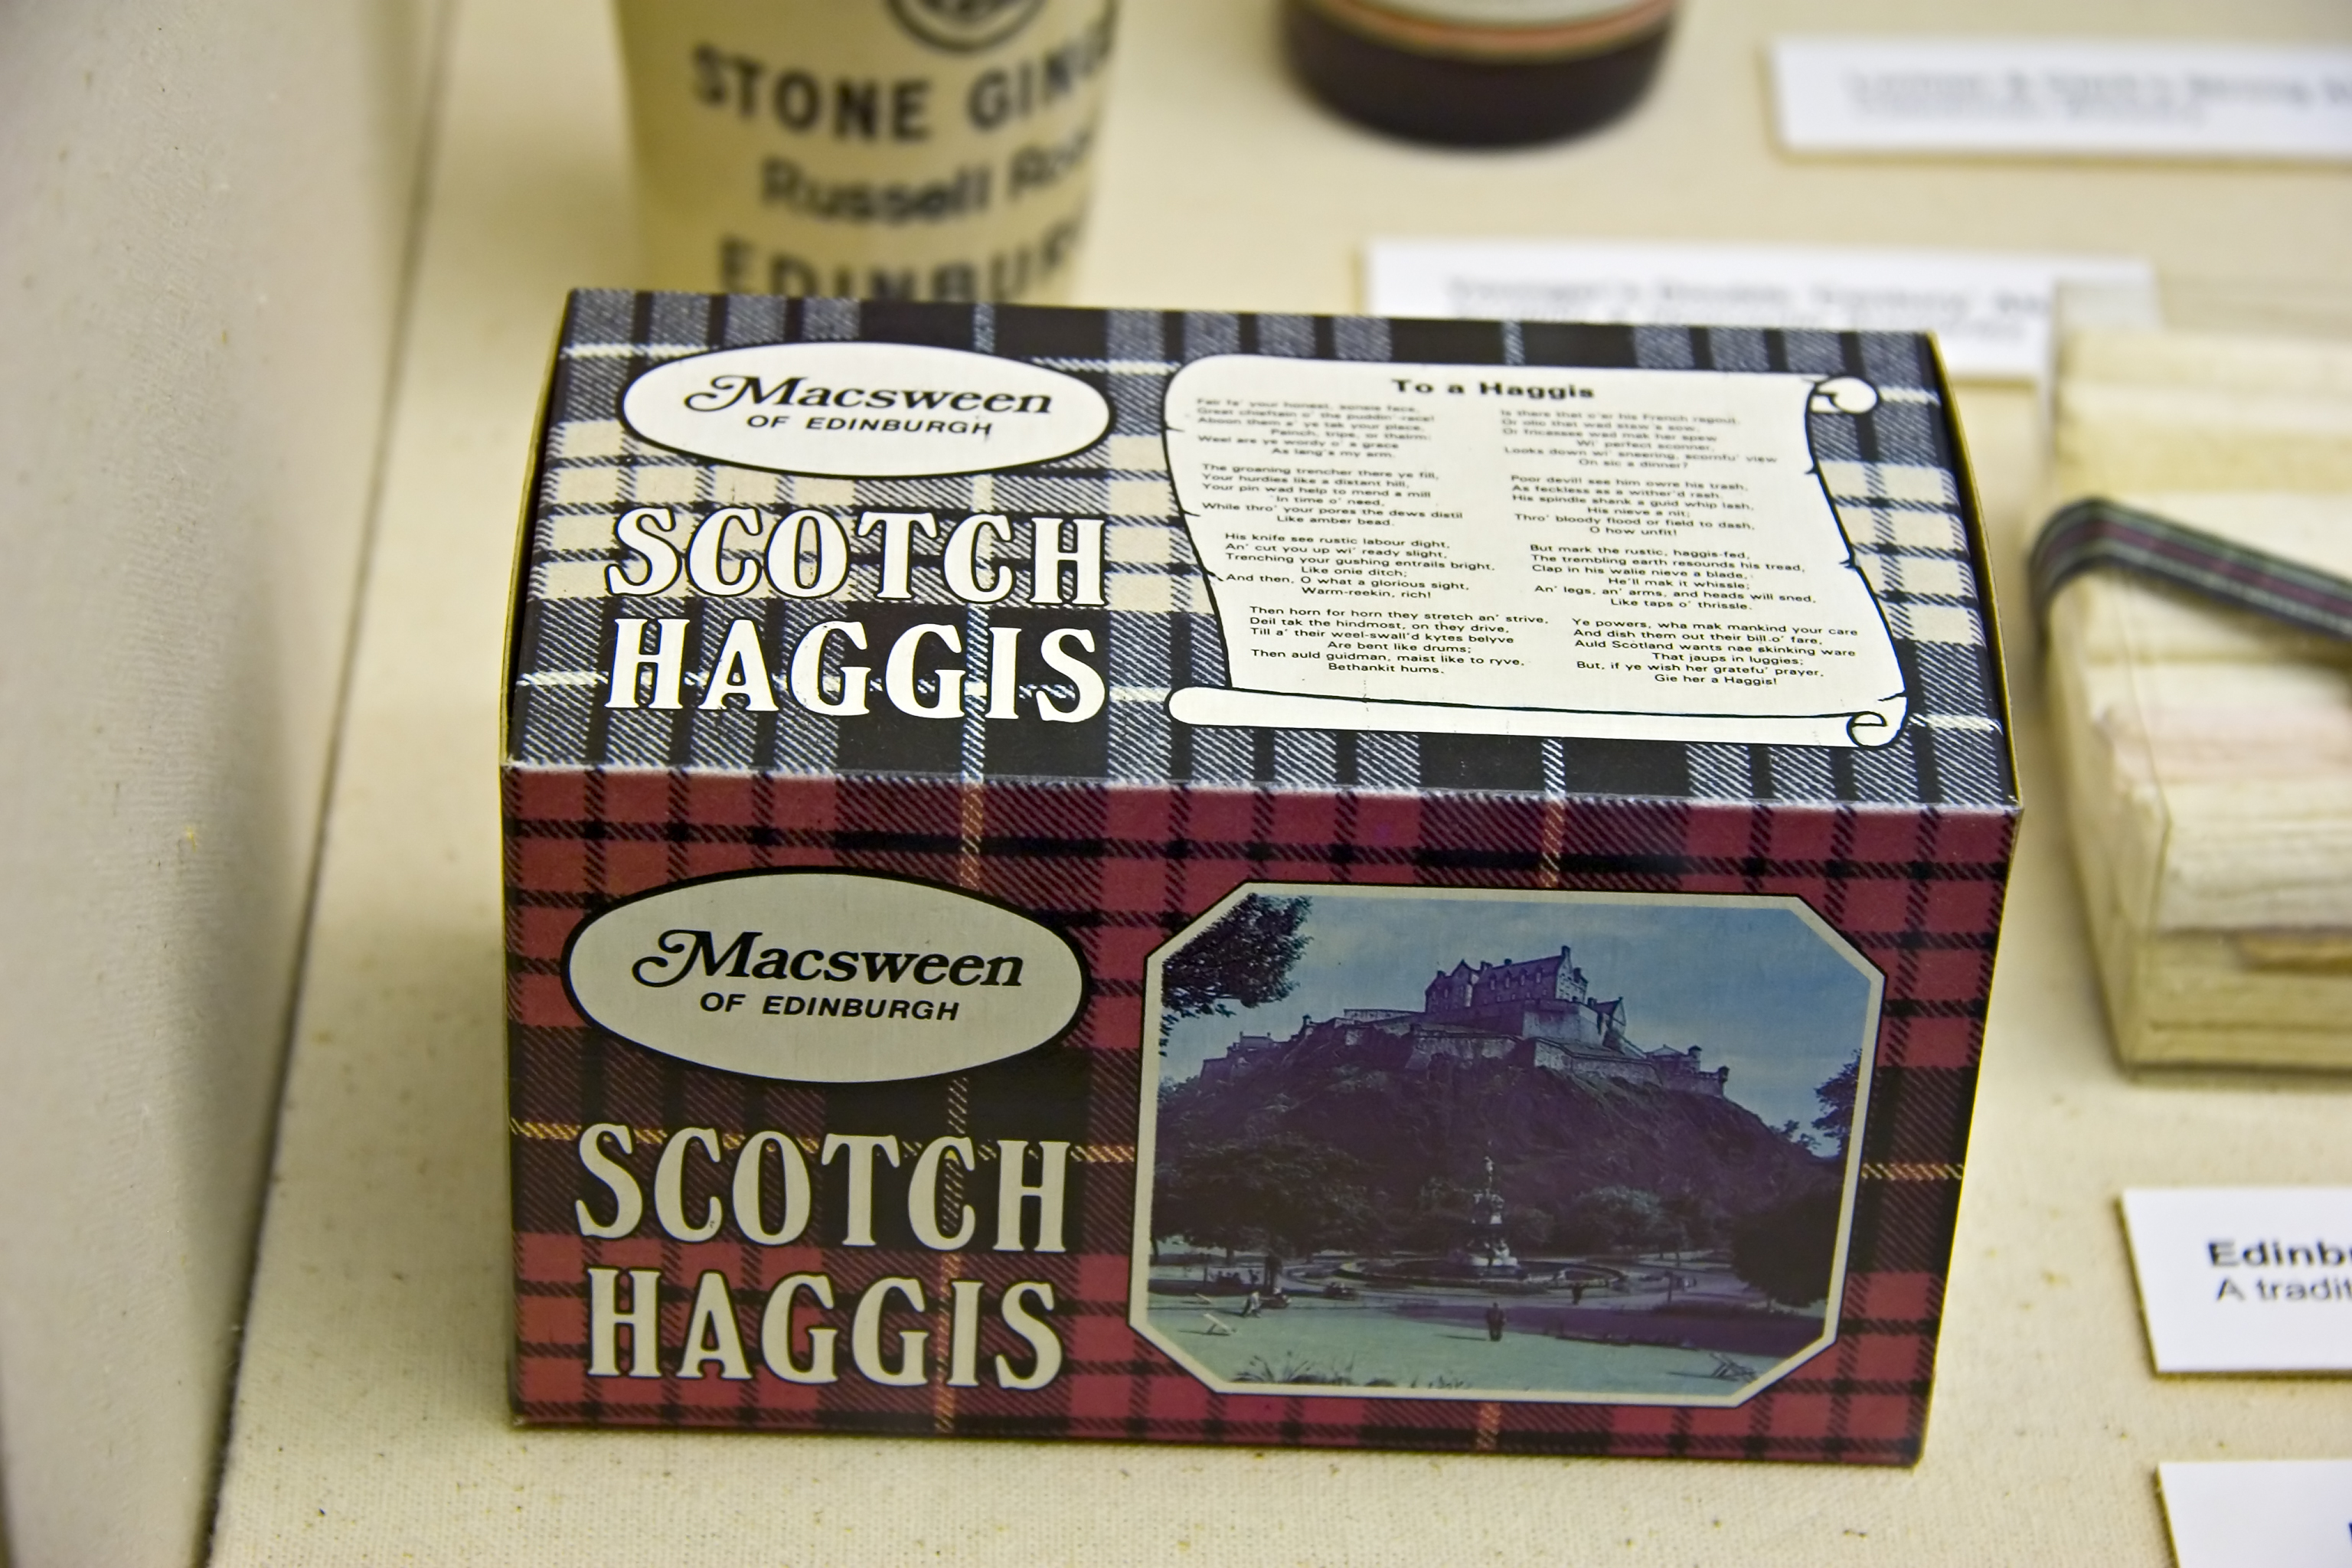 STONE GING
Russell Ro
EDINBUR
Macsween
OF EDINBURGH
SCOTCH
HAGGIS
To a Haggis
Fair fa' your honest, sonsie face,
Great chieftain o' the puddin'-race!
Aboon them a' ye tak your place,
Painch, tripe, or thairm:
Weel are ye wordy o' a grace
As lang's my arm.
The groaning trencher there ye fill,
Your hurdies like a distant hill,
Your pin wad help to mend a mill
In time o' need,
While thro' your pores the dews distil
Like amber bead.
His knife see rustic labour dight,
An' cut you up wi' ready slight,
Trenching your gushing entrails bright,
Like onie ditch;
And then, O what a glorious sight,
Warm-reekin, rich!
Then horn for horn they stretch an' strive,
Deil tak the hindmost, on they drive,
Till a' their weel-swall'd kytes belyve
Are bent like drums;
Then auld guidman, maist like to ryve,
Bethankit hums.
Is there that o'er his French ragout,
Or olio that wad staw a sow,
Or fricassee wad mak her spew
Wi' perfect sconner,
Looks down wi' sneering, scornfu' view
On sic a dinner?
Poor devil! see him owre his trash,
As feckless as a wither'd rash,
His spindle shank a guid whip lash,
His nieve a nit;
Thro' bloody flood or field to dash,
O how unfit!
But mark the rustic, haggis-fed,
The trembling earth resounds his tread,
Clap in his walie nieve a blade,
He'll mak it whissle;
An' legs, an' arms, and heads will sned,
Like taps o' thrissle.
Ye powers, wha mak mankind your care
And dish them out their bill o' fare,
Auld Scotland wants nae skinking ware
That jaups in luggies;
But, if ye wish her gratefu' prayer,
Gie her a Haggis!
Macsween
OF EDINBURGH
SCOTCH
HAGGIS
Edinb
A tradit